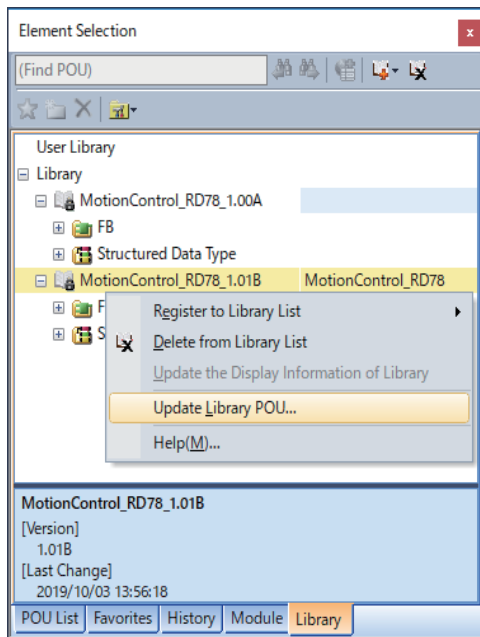 Element Selection
x
(Find POU)
User Library
Library
MotionControl_RD78_1.00A
FB
Structured Data Type
MotionControl_RD78_1.01B MotionControl_RD78
F
S
Register to Library List
Delete from Library List
Update the Display Information of Library
Update Library POU...
Help(M)...
MotionControl_RD78_1.01B
[Version]
1.01B
[Last Change]
2019/10/03 13:56:18
POU List Favorites History Module Library